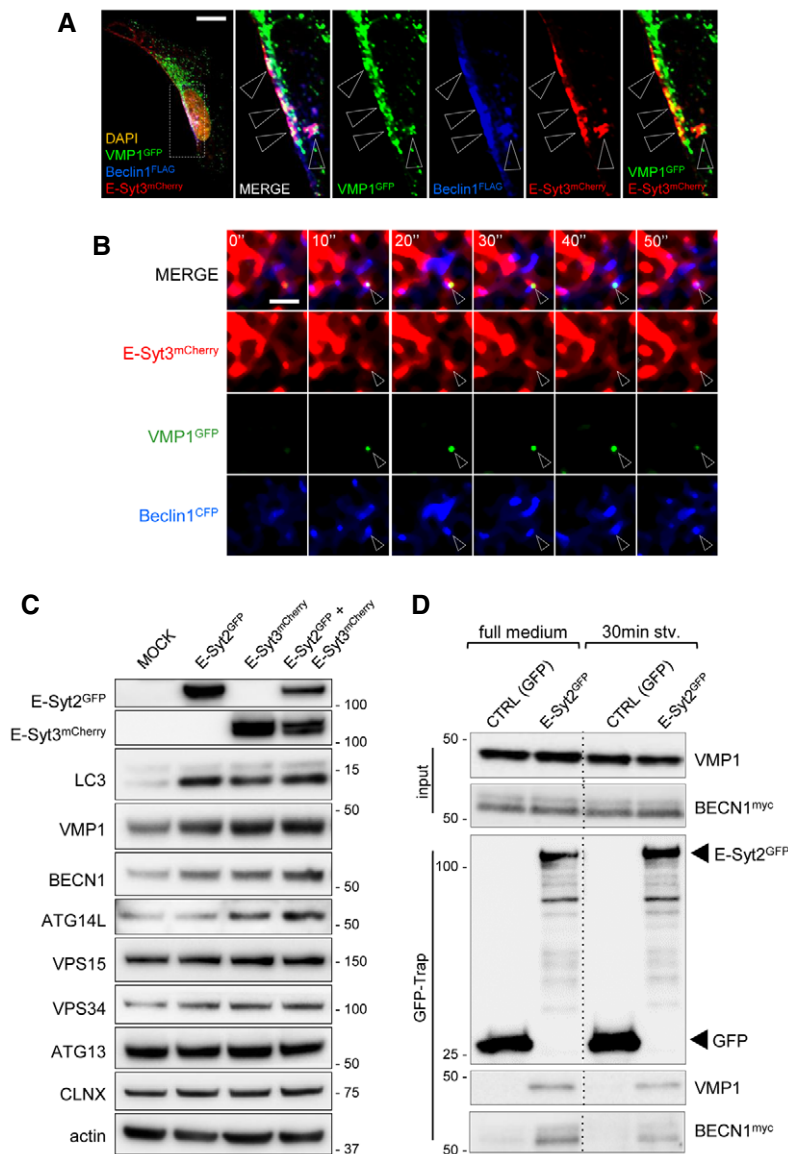 A
DAPI
VMP1GFP
Beclin1FLAG
E-Syt3mCherry
MERGE
VMP1GFP
Beclin1FLAG
E-Syt3mCherry
VMP1GFP
E-Syt3mCherry
B
0'' 10'' 20'' 30'' 40'' 50''
MERGE
E-Syt3mCherry
VMP1GFP
Beclin1CFP
C
MOCK
E-Syt2GFP
E-Syt3mCherry
E-Syt2GFP +
E-Syt3mCherry
E-Syt2GFP
- 100
E-Syt3mCherry
- 100
LC3
- 15
VMP1
- 50
BECN1
- 50
ATG14L
- 50
VPS15
- 150
VPS34
- 100
ATG13
- 50
CLNX
- 75
actin
- 37
D
full medium 30min stv.
CTRL (GFP)
E-Syt2GFP
CTRL (GFP)
E-Syt2GFP
input
50 -
VMP1
BECN1myc
50 -
GFP-Trap
E-Syt2GFP
100 -
GFP
25 -
50 -
VMP1
BECN1myc
50 -